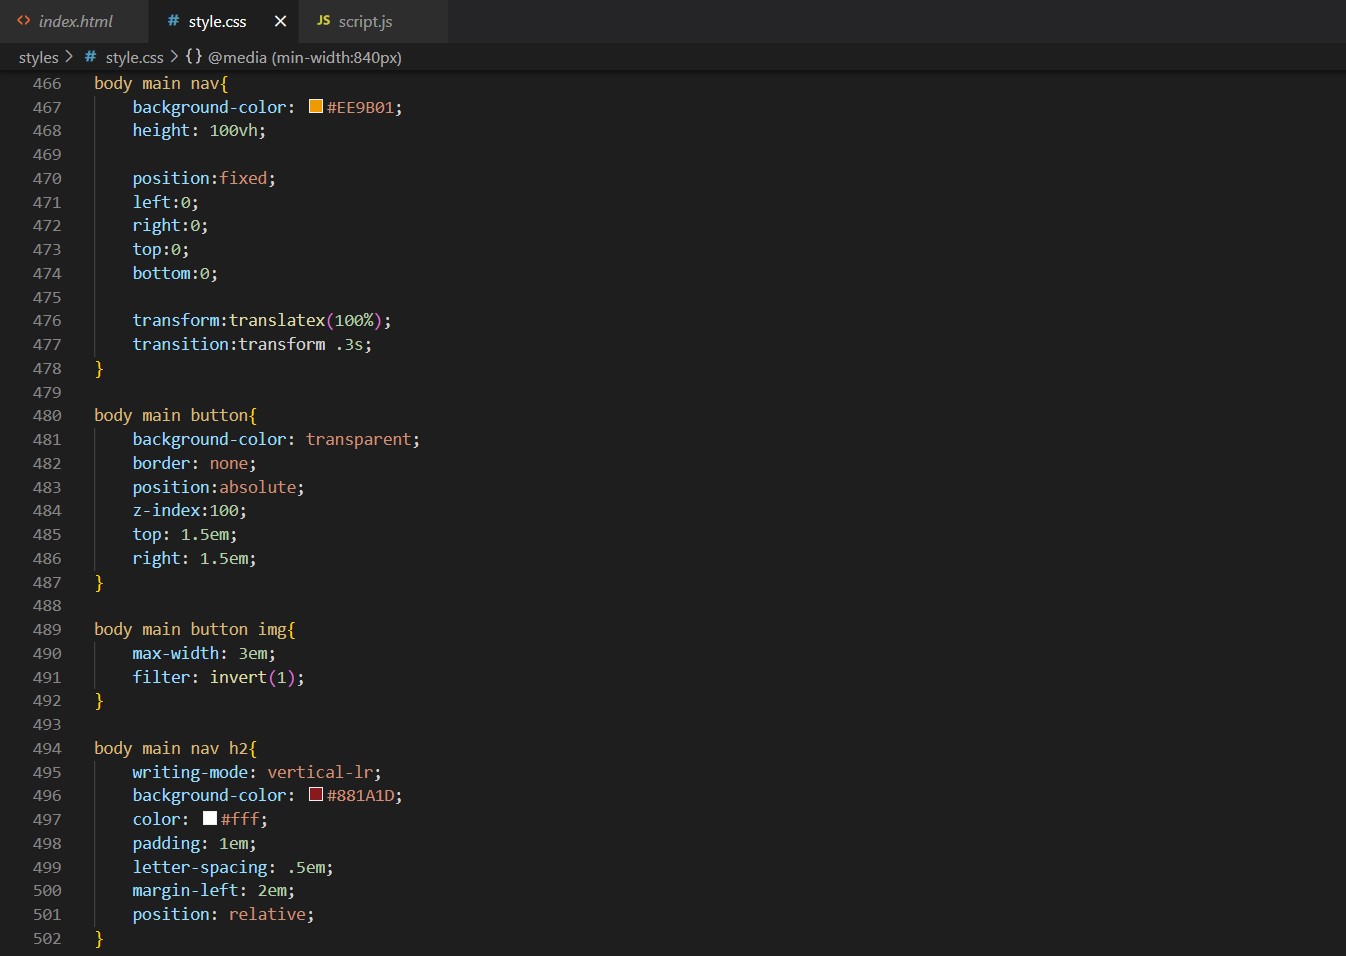 <> index.html # style.css × JS script.js
styles > # style.css > {} @media (min-width:840px)
466 body main nav{
467 background-color: #EE9B01;
468 height: 100vh;
469
470 position:fixed;
471 left:0;
472 right:0;
473 top:0;
474 bottom:0;
475
476 transform:translatex(100%);
477 transition:transform .3s;
478 }
479
480 body main button{
481 background-color: transparent;
482 border: none;
483 position:absolute;
484 z-index:100;
485 top: 1.5em;
486 right: 1.5em;
487 }
488
489 body main button img{
490 max-width: 3em;
491 filter: invert(1);
492 }
493
494 body main nav h2{
495 writing-mode: vertical-lr;
496 background-color: #881A1D;
497 color: #fff;
498 padding: 1em;
499 letter-spacing: .5em;
500 margin-left: 2em;
501 position: relative;
502 }